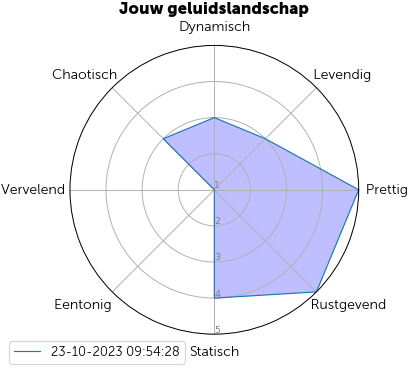 Jouw geluidslandschap
Dynamisch
Chaotisch
Levendig
Vervelend
1
Prettig
2
3
4
Eentonig
Rustgevend
5
23-10-2023 09:54:28
Statisch